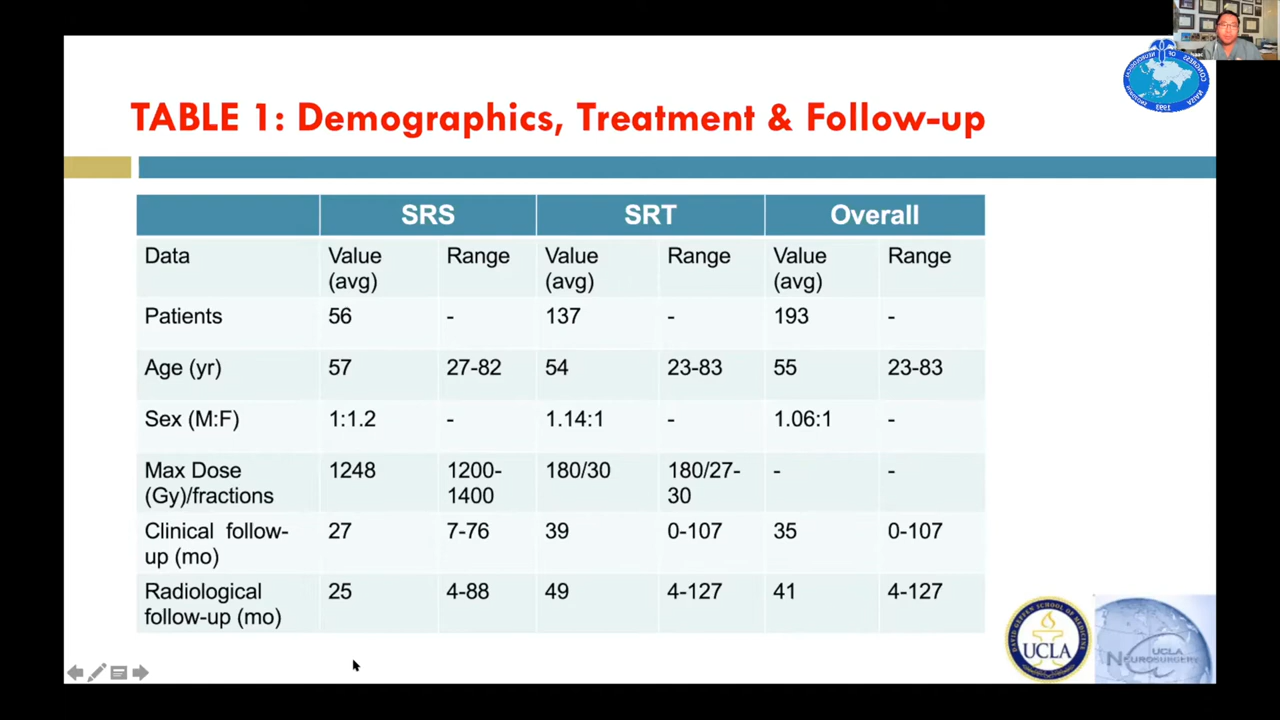 TABLE 1: Demographics, Treatment & Follow-up
SRS SRT Overall
Data Value (avg) Range Value (avg) Range Value (avg) Range
Patients 56 - 137 - 193 -
Age (yr) 57 27-82 54 23-83 55 23-83
Sex (M:F) 1:1.2 - 1.14:1 - 1.06:1 -
Max Dose (Gy)/fractions 1248 1200-1400 180/30 180/27-30 - -
Clinical follow-up (mo) 27 7-76 39 0-107 35 0-107
Radiological follow-up (mo) 25 4-88 49 4-127 41 4-127
UCLA
UCLA
NEUROSURGERY